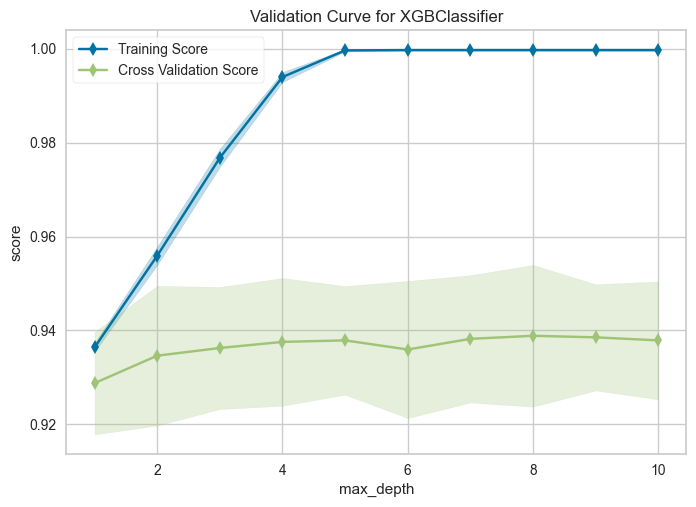 Validation Curve for XGBClassifier
Training Score
Cross Validation Score
1.00
0.98
0.96
0.94
0.92
score
2 4 6 8 10
max_depth